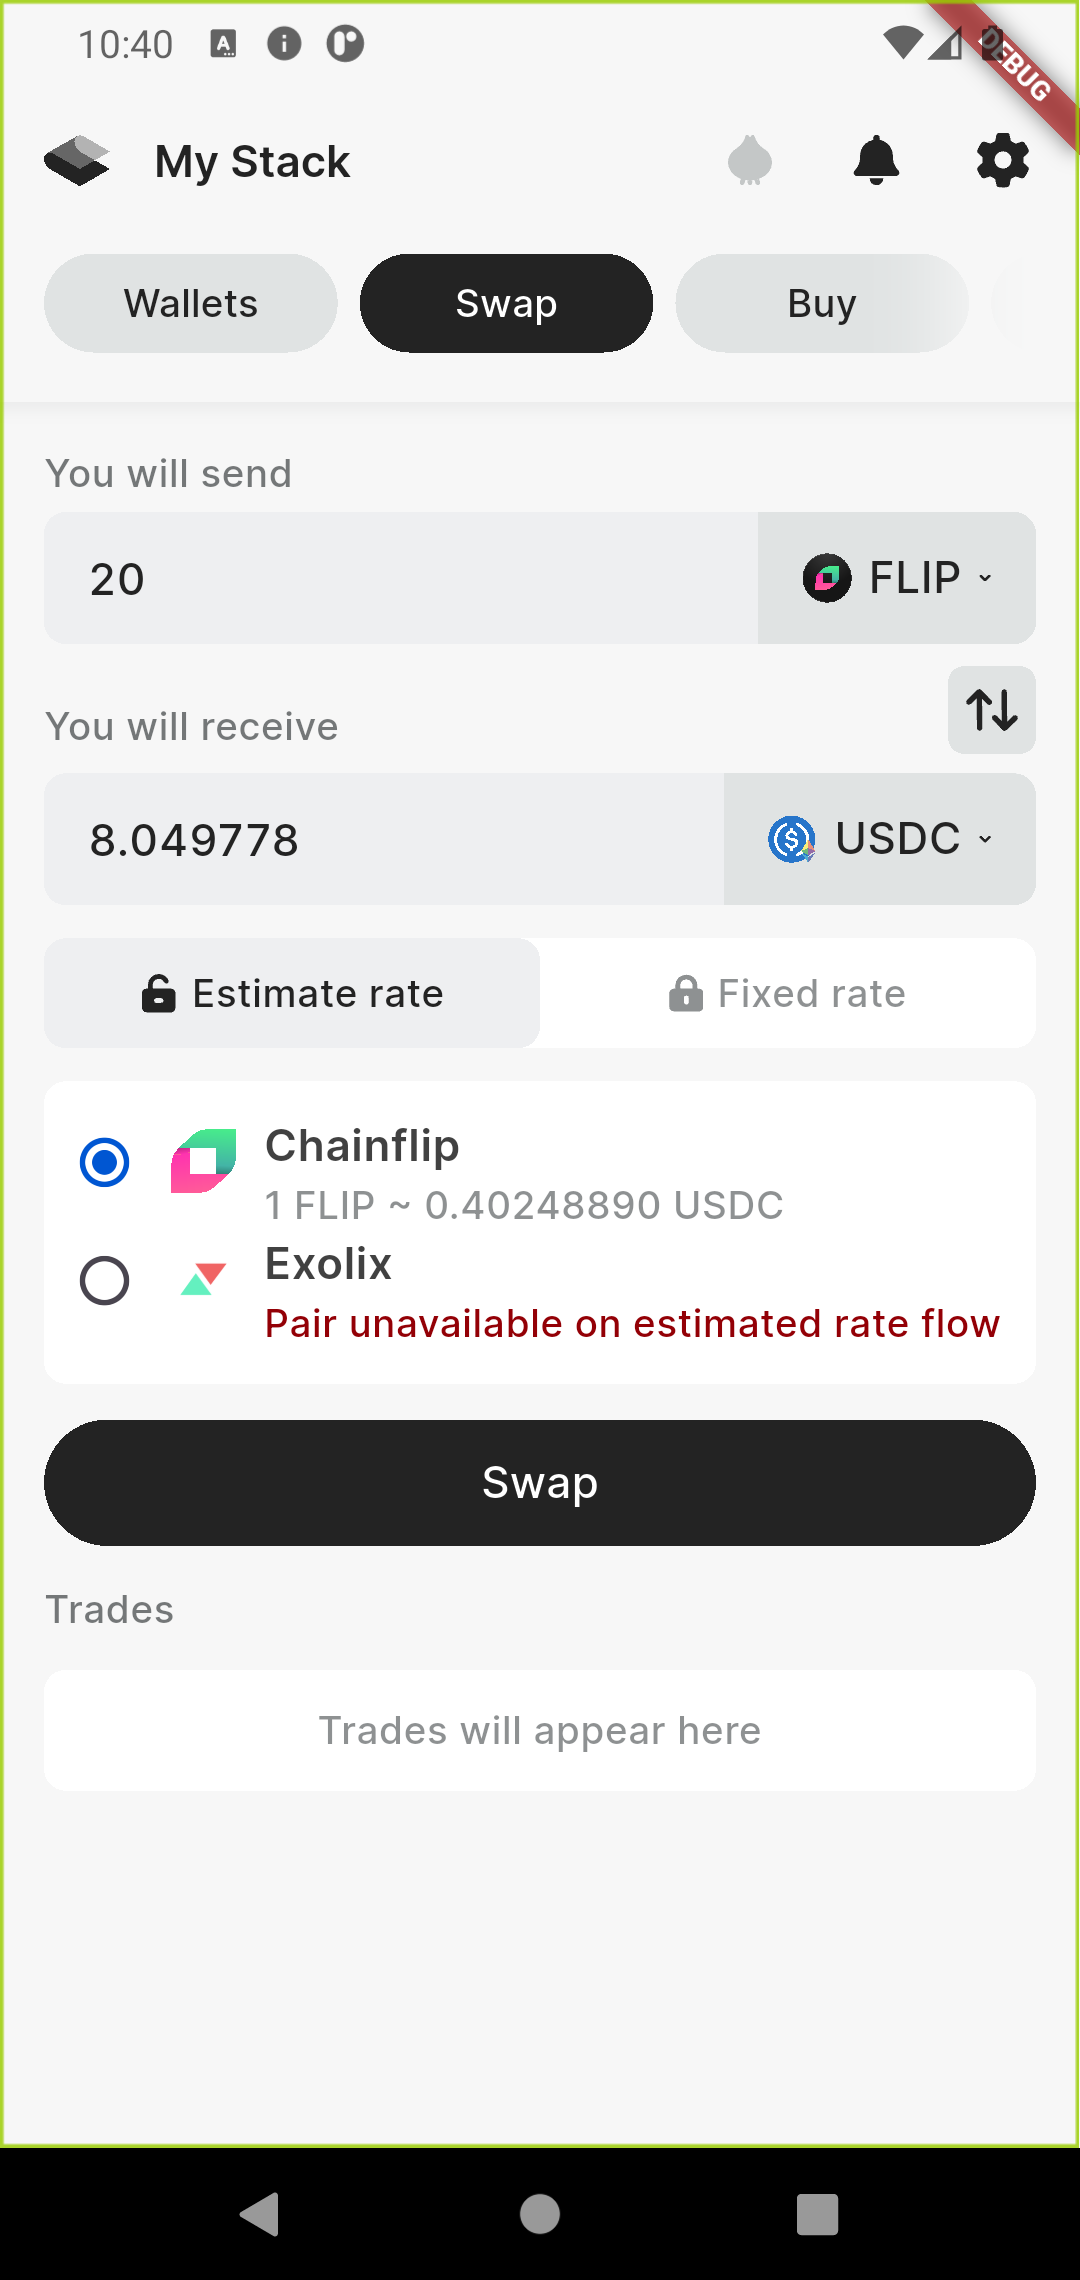 10:40
DEBUG
My Stack
Wallets
Swap
Buy
You will send
20
FLIP
You will receive
8.049778
USDC
Estimate rate
Fixed rate
Chainflip
1 FLIP ~ 0.40248890 USDC
Exolix
Pair unavailable on estimated rate flow
Swap
Trades
Trades will appear here